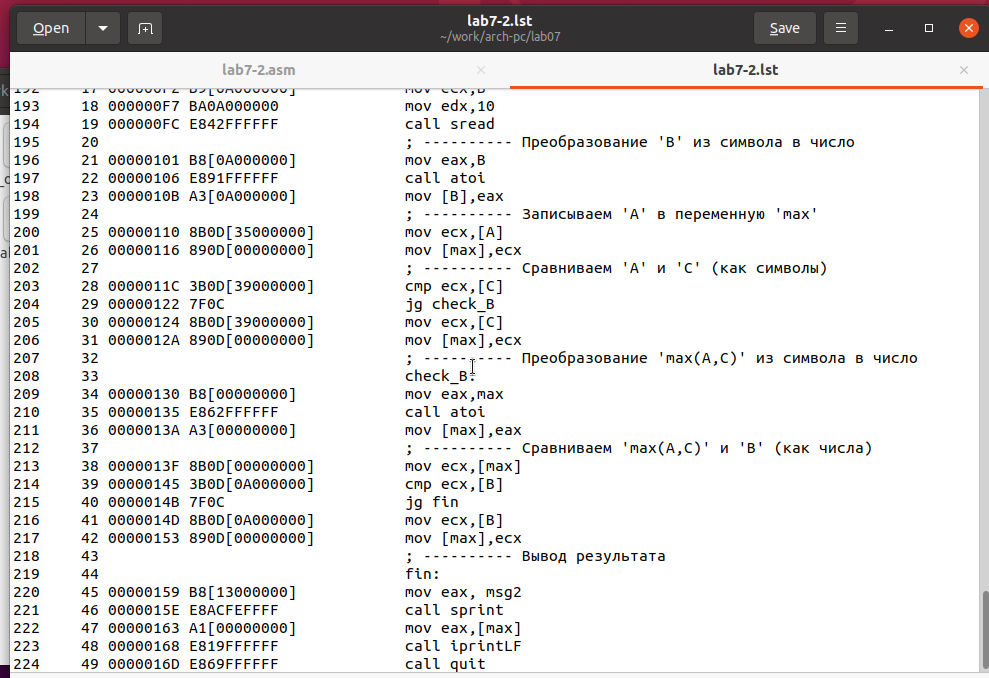 Open
lab7-2.lst
~/work/arch-pc/lab07
Save
lab7-2.asm
lab7-2.lst
192 17 000000F2 B9[0A000000] mov ecx,B
193 18 000000F7 BA0A000000 mov edx,10
194 19 000000FC E842FFFFFF call sread
195 20 ; ---------- Преобразование 'B' из символа в число
196 21 00000101 B8[0A000000] mov eax,B
197 22 00000106 E891FFFFFF call atoi
198 23 0000010B A3[0A000000] mov [B],eax
199 24 ; ---------- Записываем 'A' в переменную 'max'
200 25 00000110 8B0D[35000000] mov ecx,[A]
201 26 00000116 890D[00000000] mov [max],ecx
202 27 ; ---------- Сравниваем 'A' и 'C' (как символы)
203 28 0000011C 3B0D[39000000] cmp ecx,[C]
204 29 00000122 7F0C jg check_B
205 30 00000124 8B0D[39000000] mov ecx,[C]
206 31 0000012A 890D[00000000] mov [max],ecx
207 32 ; ---------- Преобразование 'max(A,C)' из символа в число
208 33 check_B:
209 34 00000130 B8[00000000] mov eax,max
210 35 00000135 E862FFFFFF call atoi
211 36 0000013A A3[00000000] mov [max],eax
212 37 ; ---------- Сравниваем 'max(A,C)' и 'B' (как числа)
213 38 0000013F 8B0D[00000000] mov ecx,[max]
214 39 00000145 3B0D[0A000000] cmp ecx,[B]
215 40 0000014B 7F0C jg fin
216 41 0000014D 8B0D[0A000000] mov ecx,[B]
217 42 00000153 890D[00000000] mov [max],ecx
218 43 ; ---------- Вывод результата
219 44 fin:
220 45 00000159 B8[13000000] mov eax, msg2
221 46 0000015E E8ACFEFFFF call sprint
222 47 00000163 A1[00000000] mov eax,[max]
223 48 00000168 E819FFFFFF call iprintLF
224 49 0000016D E869FFFFFF call quit